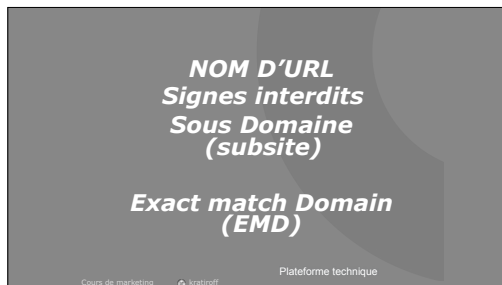 NOM D’URL
Signes interdits
Sous Domaine
(subsite)
Exact match Domain
(EMD)
Plateforme technique
Cours de marketing kratiroff